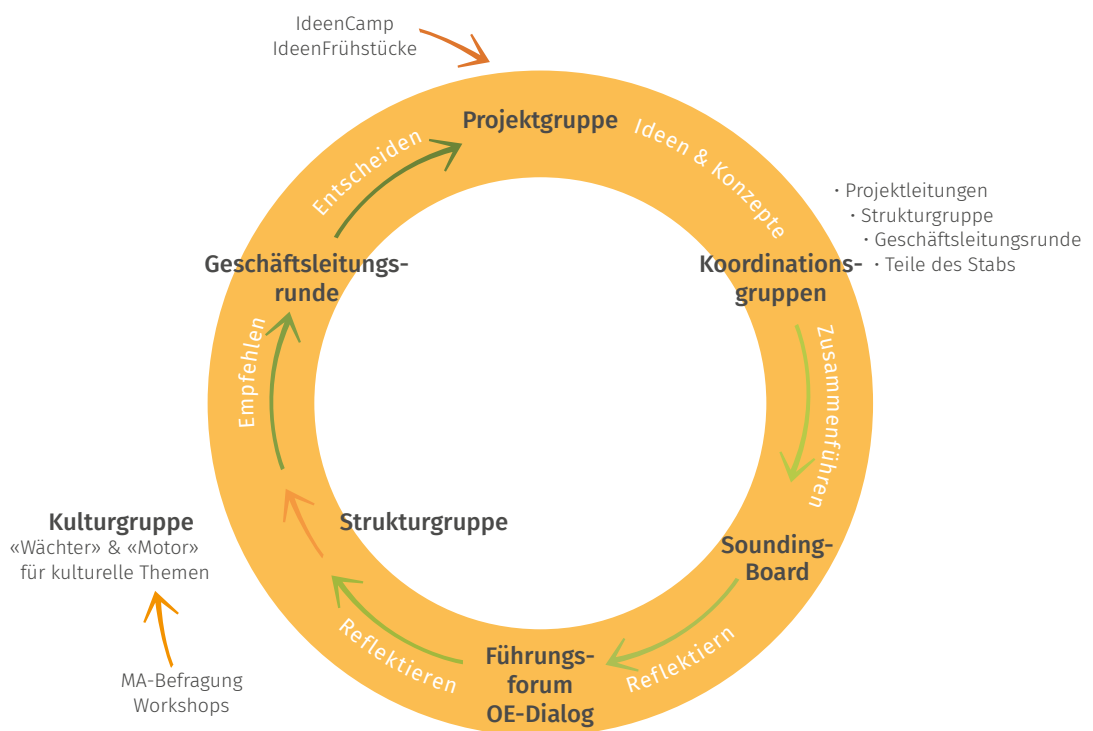 IdeenCamp
IdeenFrühstücke
Projektgruppe
Ideen & Konzepte
· Projektleitungen
· Strukturgruppe
· Geschäftsleitungsrunde
· Teile des Stabs
Koordinations-
gruppen
Zusammenführen
Sounding-
Board
Reflektiern
Führungs-
forum
OE-Dialog
Reflektieren
Strukturgruppe
Kulturgruppe
«Wächter» & «Motor»
für kulturelle Themen
MA-Befragung
Workshops
Empfehlen
Geschäftsleitungs-
runde
Entscheiden